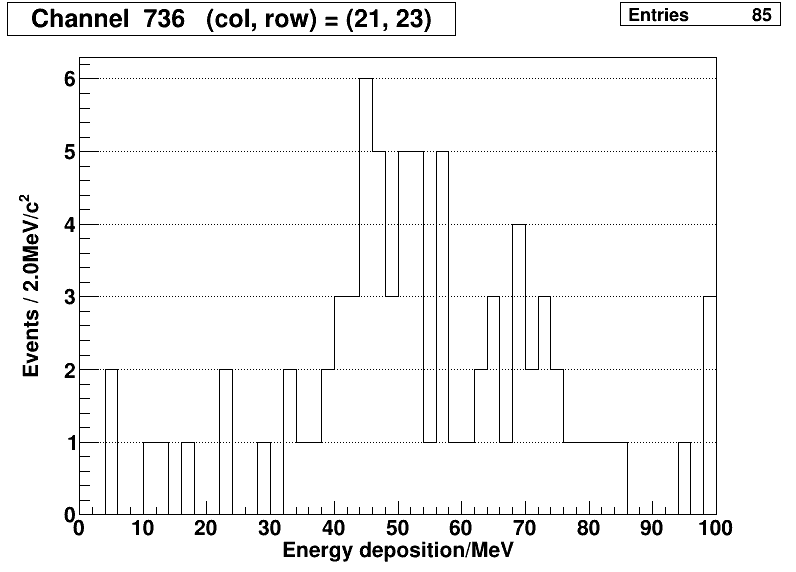 Channel 736 (col, row) = (21, 23)
Entries 85
Events / 2.0MeV/c²
6
5
4
3
2
1
0
0 10 20 30 40 50 60 70 80 90 100
Energy deposition/MeV